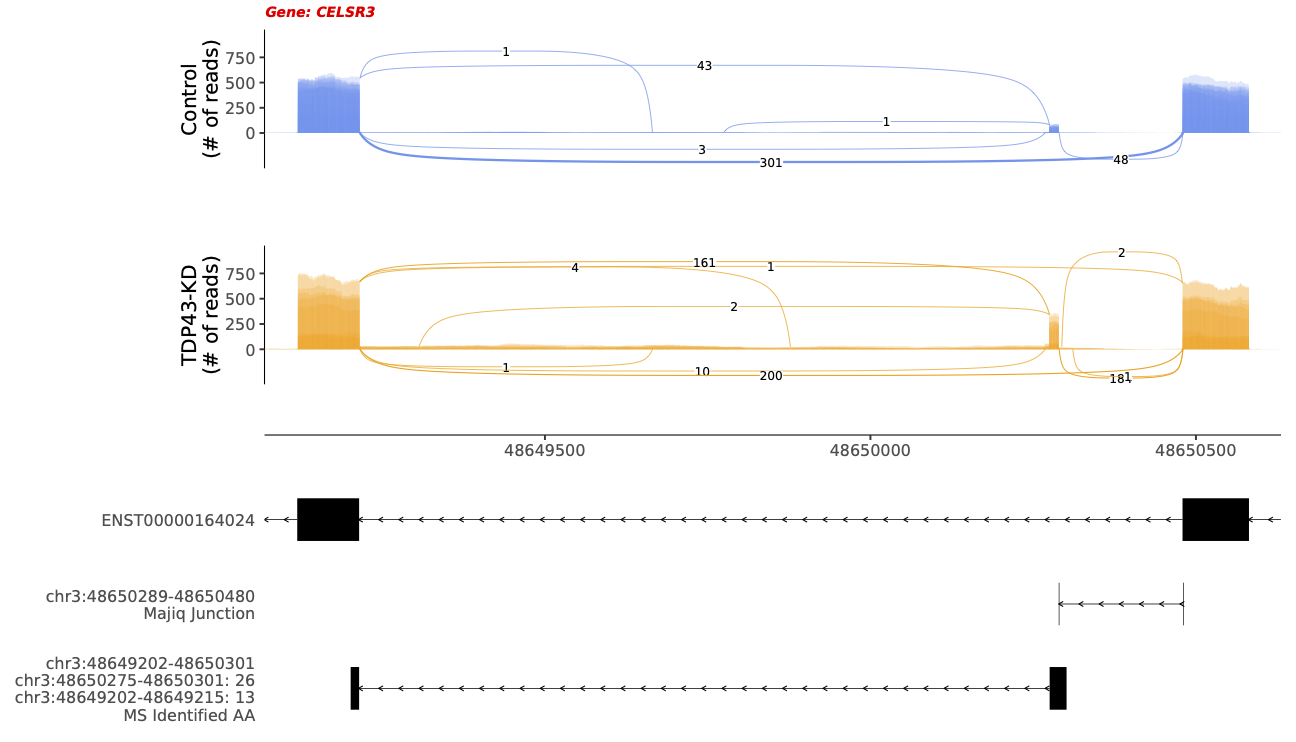 Gene: CELSR3
Control
(# of reads)
750
500
250
0
1
43
1
3
301
48
TDP43-KD
(# of reads)
750
500
250
0
2
161
4
1
2
1
10
200
181
1
48649500
48650000
48650500
ENST00000164024
chr3:48650289-48650480
Majiq Junction
chr3:48649202-48650301
chr3:48650275-48650301: 26
chr3:48649202-48649215: 13
MS Identified AA